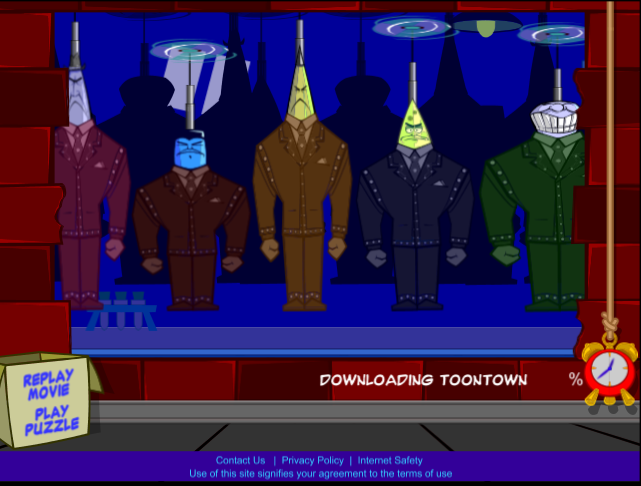 DOWNLOADING TOONTOWN %
REPLAY
MOVIE
PLAY
PUZZLE
Contact Us | Privacy Policy | Internet Safety
Use of this site signifies your agreement to the terms of use